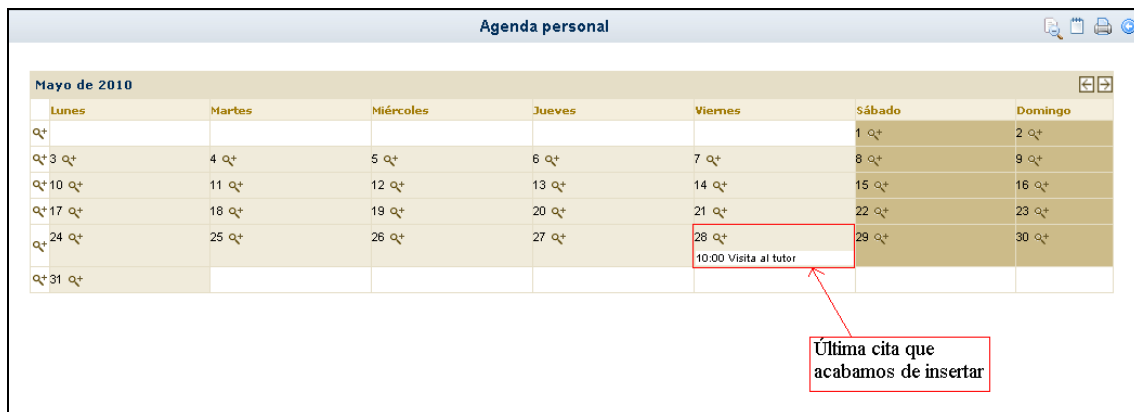 Agenda personal
Mayo de 2010
Lunes Martes Miércoles Jueves Viernes Sábado Domingo
1 2
3 4 5 6 7 8 9
10 11 12 13 14 15 16
17 18 19 20 21 22 23
24 25 26 27 28 29 30
10:00 Visita al tutor
31
Última cita que
acabamos de insertar